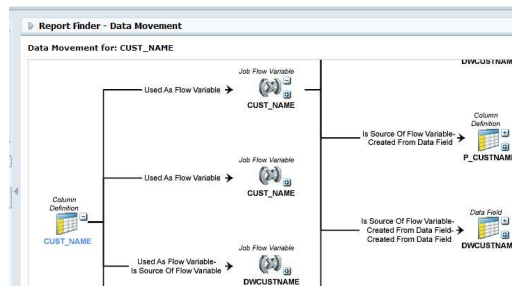 Report Finder - Data Movement
Data Movement for: CUST_NAME
DWCUSTNAM
Job Flow Variable
Used As Flow Variable
CUST_NAME
Column
Definition
Is Source Of Flow Variable-
Created From Data Field
P_CUSTNAME
Job Flow Variable
Used As Flow Variable
CUST_NAME
Column
Definition
CUST_NAME
Data Field
Is Source Of Flow Variable-
Created From Data Field-
Created From Data Field
DWCUSTNAM
Job Flow Variable
Used As Flow Variable-
Is Source Of Flow Variable
DWCUSTNAME